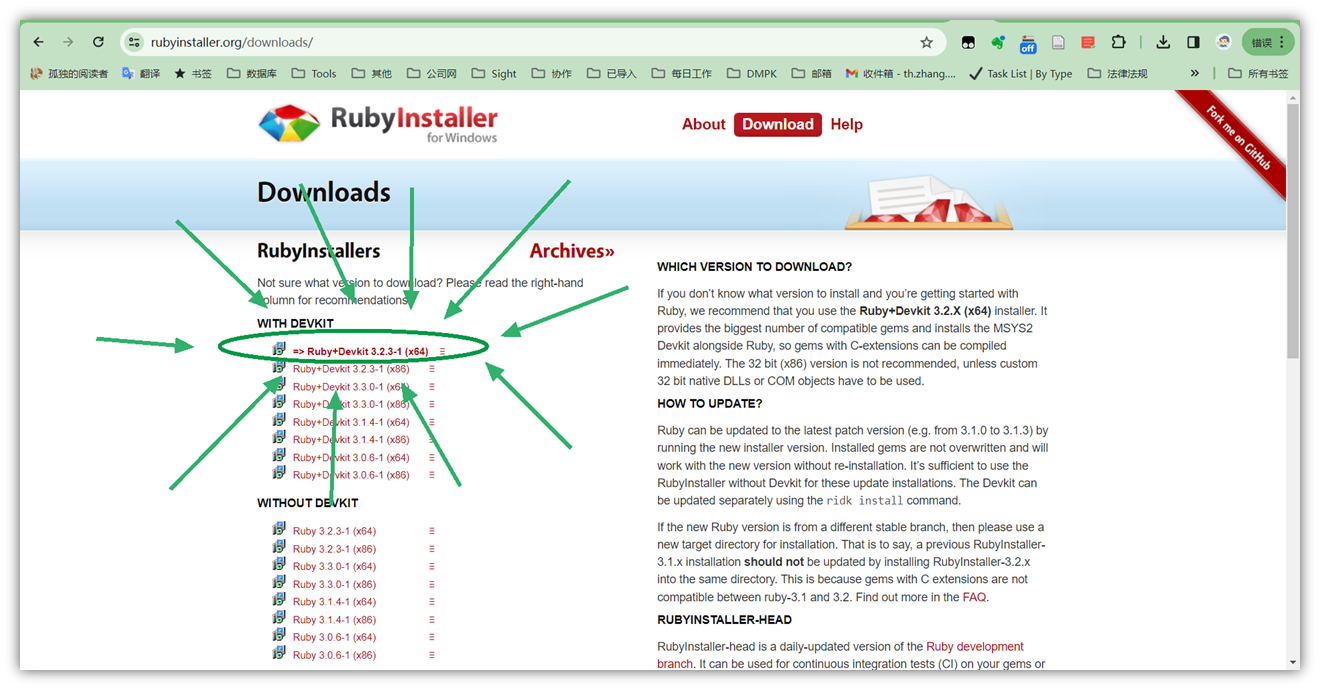 rubyinstaller.org/downloads/
off
错误
孤独的阅读者 翻译 书签 数据库 Tools 其他 公司网 Sight 协作 已导入 每日工作 DMPK 邮箱 收件箱 - th.zhang.... Task List | By Type 法律法规 » 所有书签
RubyInstaller
for Windows
About Download Help
Fork me on GitHub
Downloads
RubyInstallers
Archives»
Not sure what version to download? Please read the right-hand
column for recommendations.
WITH DEVKIT
=> Ruby+Devkit 3.2.3-1 (x64)
Ruby+Devkit 3.2.3-1 (x86)
Ruby+Devkit 3.3.0-1 (x64)
Ruby+Devkit 3.3.0-1 (x86)
Ruby+Devkit 3.1.4-1 (x64)
Ruby+Devkit 3.1.4-1 (x86)
Ruby+Devkit 3.0.6-1 (x64)
Ruby+Devkit 3.0.6-1 (x86)
WITHOUT DEVKIT
Ruby 3.2.3-1 (x64)
Ruby 3.2.3-1 (x86)
Ruby 3.3.0-1 (x64)
Ruby 3.3.0-1 (x86)
Ruby 3.1.4-1 (x64)
Ruby 3.1.4-1 (x86)
Ruby 3.0.6-1 (x64)
Ruby 3.0.6-1 (x86)
WHICH VERSION TO DOWNLOAD?
If you don’t know what version to install and you’re getting started with
Ruby, we recommend that you use the Ruby+Devkit 3.2.X (x64) installer. It
provides the biggest number of compatible gems and installs the MSYS2
Devkit alongside Ruby, so gems with C-extensions can be compiled
immediately. The 32 bit (x86) version is not recommended, unless custom
32 bit native DLLs or COM objects have to be used.
HOW TO UPDATE?
Ruby can be updated to the latest patch version (e.g. from 3.1.0 to 3.1.3) by
running the new installer version. Installed gems are not overwritten and will
work with the new version without re-installation. It’s sufficient to use the
RubyInstaller without Devkit for these update installations. The Devkit can
be updated separately using the ridk install command.
If the new Ruby version is from a different stable branch, then please use a
new target directory for installation. That is to say, a previous RubyInstaller-
3.1.x installation should not be updated by installing RubyInstaller-3.2.x
into the same directory. This is because gems with C extensions are not
compatible between ruby-3.1 and 3.2. Find out more in the FAQ.
RUBYINSTALLER-HEAD
RubyInstaller-head is a daily-updated version of the Ruby development
branch. It can be used for continuous integration tests (CI) on your gems or